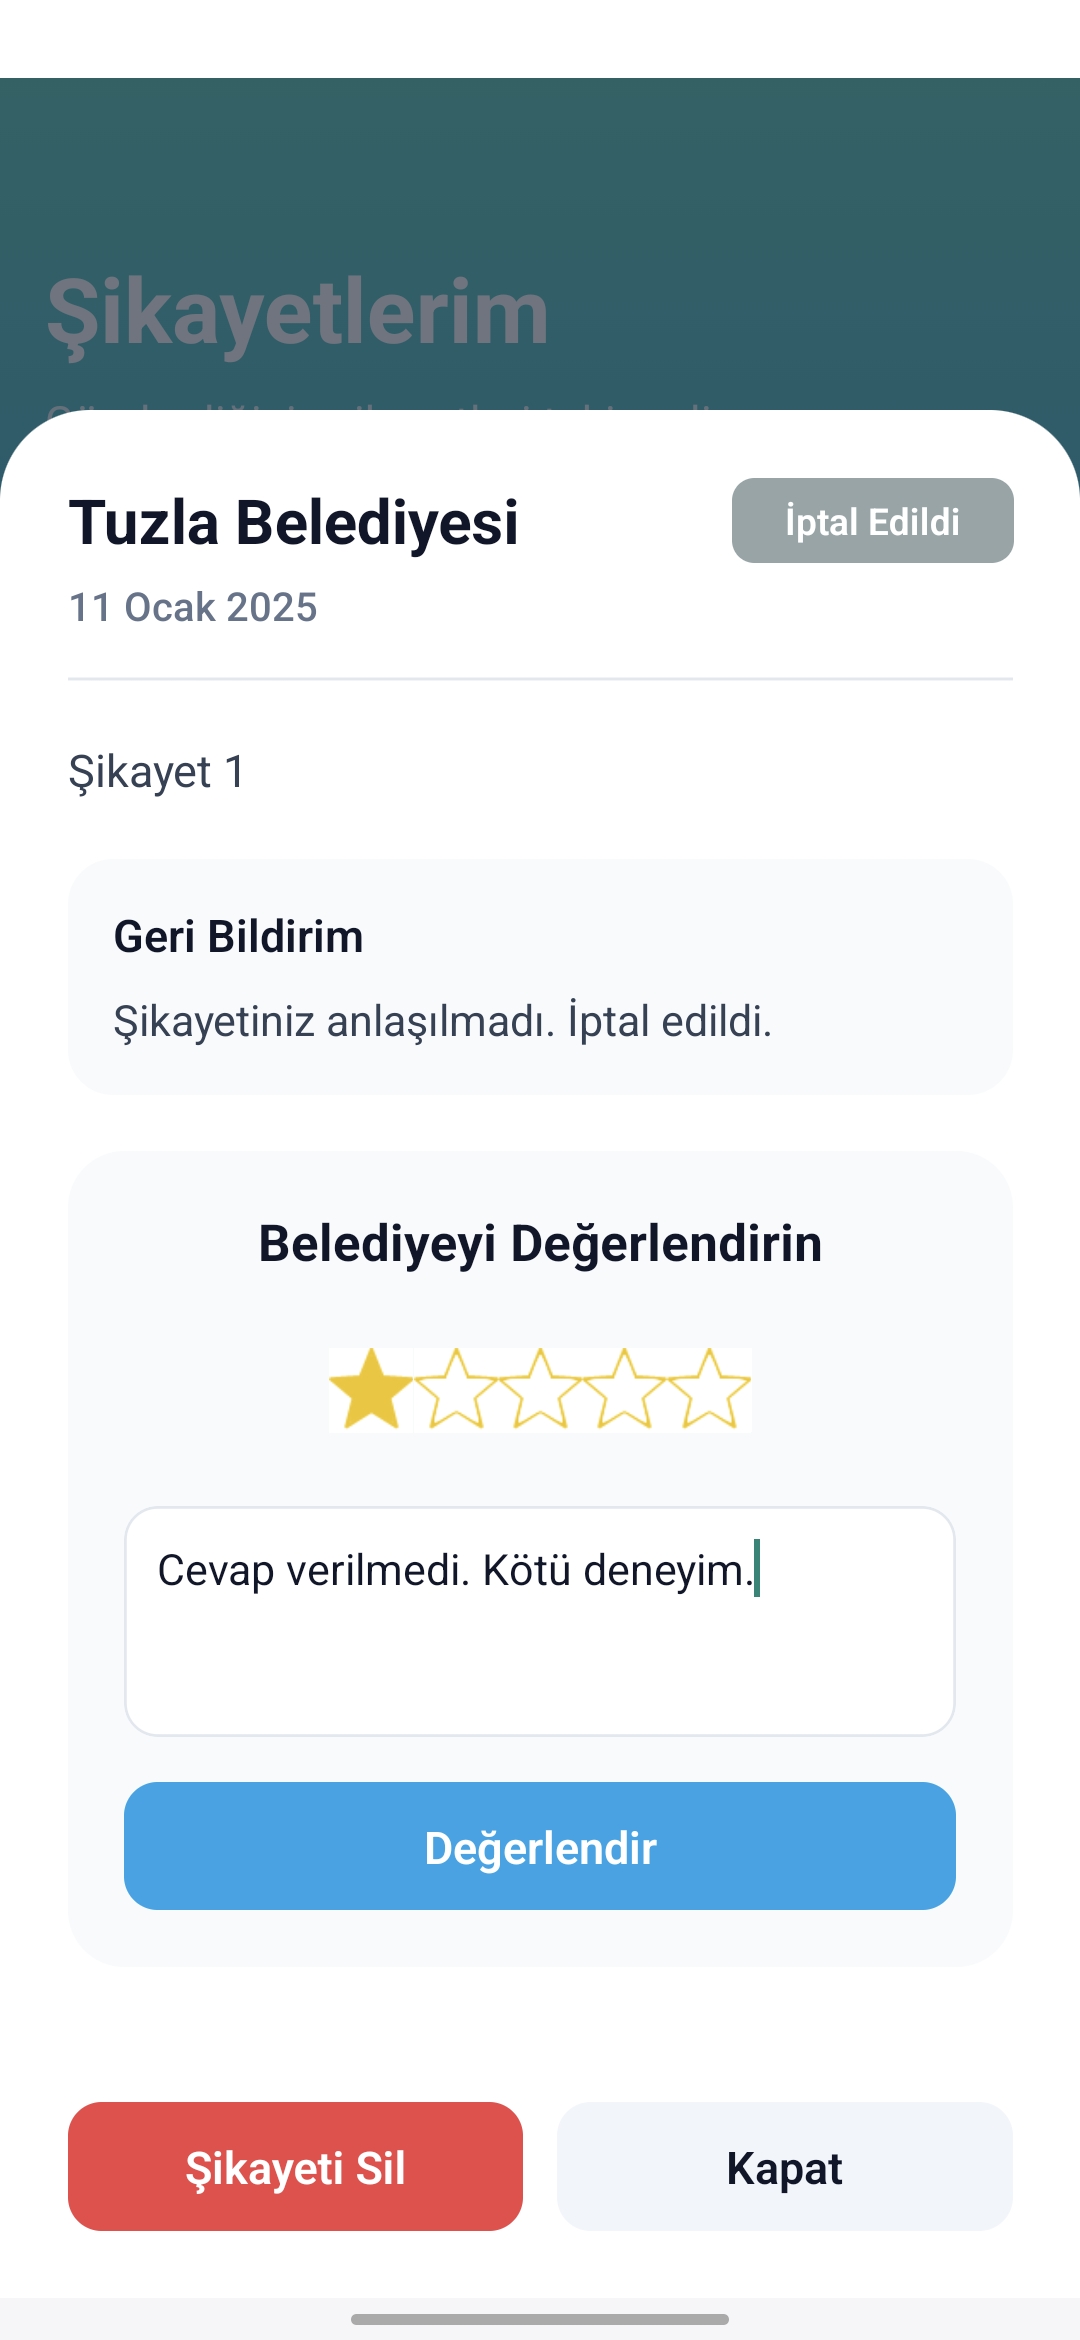 Şikayetlerim
Tuzla Belediyesi
İptal Edildi
11 Ocak 2025
Şikayet 1
Geri Bildirim
Şikayetiniz anlaşılmadı. İptal edildi.
Belediyeyi Değerlendirin
Cevap verilmedi. Kötü deneyim.
Değerlendir
Şikayeti Sil
Kapat